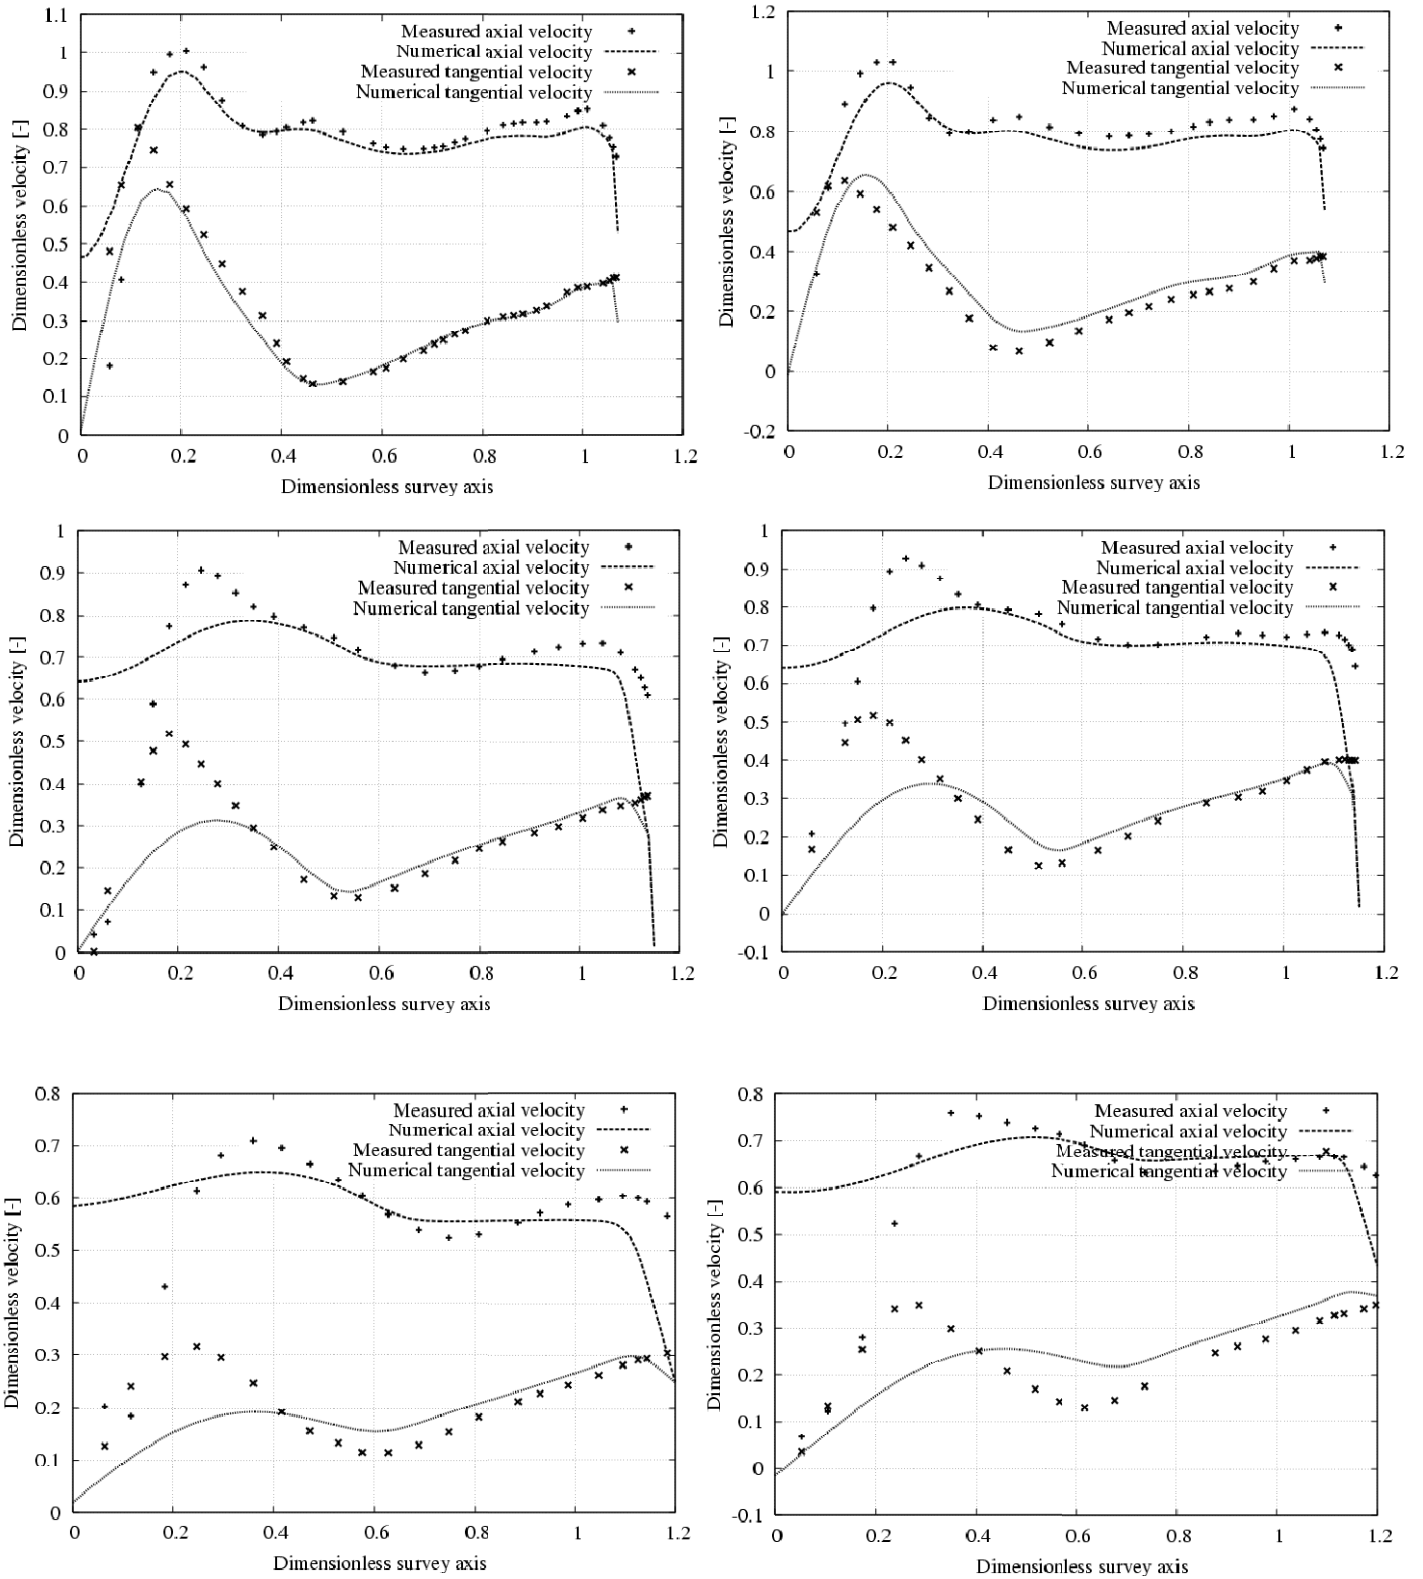 1.1
1
0.9
0.8
0.7
0.6
0.5
0.4
0.3
0.2
0.1
0
Dimensionless velocity [-]
Measured axial velocity
Numerical axial velocity
Measured tangential velocity
Numerical tangential velocity
0 0.2 0.4 0.6 0.8 1 1.2
Dimensionless survey axis
1.2
1
0.8
0.6
0.4
0.2
0
-0.2
Dimensionless velocity [-]
Measured axial velocity
Numerical axial velocity
Measured tangential velocity
Numerical tangential velocity
0 0.2 0.4 0.6 0.8 1 1.2
Dimensionless survey axis
1
0.9
0.8
0.7
0.6
0.5
0.4
0.3
0.2
0.1
0
Dimensionless velocity [-]
Measured axial velocity
Numerical axial velocity
Measured tangential velocity
Numerical tangential velocity
0 0.2 0.4 0.6 0.8 1 1.2
Dimensionless survey axis
1
0.9
0.8
0.7
0.6
0.5
0.4
0.3
0.2
0.1
0
-0.1
Dimensionless velocity [-]
Measured axial velocity
Numerical axial velocity
Measured tangential velocity
Numerical tangential velocity
0 0.2 0.4 0.6 0.8 1 1.2
Dimensionless survey axis
0.8
0.7
0.6
0.5
0.4
0.3
0.2
0.1
0
Dimensionless velocity [-]
Measured axial velocity
Numerical axial velocity
Measured tangential velocity
Numerical tangential velocity
0 0.2 0.4 0.6 0.8 1 1.2
Dimensionless survey axis
0.8
0.7
0.6
0.5
0.4
0.3
0.2
0.1
0
-0.1
Dimensionless velocity [-]
Measured axial velocity
Numerical axial velocity
Measured tangential velocity
Numerical tangential velocity
0 0.2 0.4 0.6 0.8 1 1.2
Dimensionless survey axis